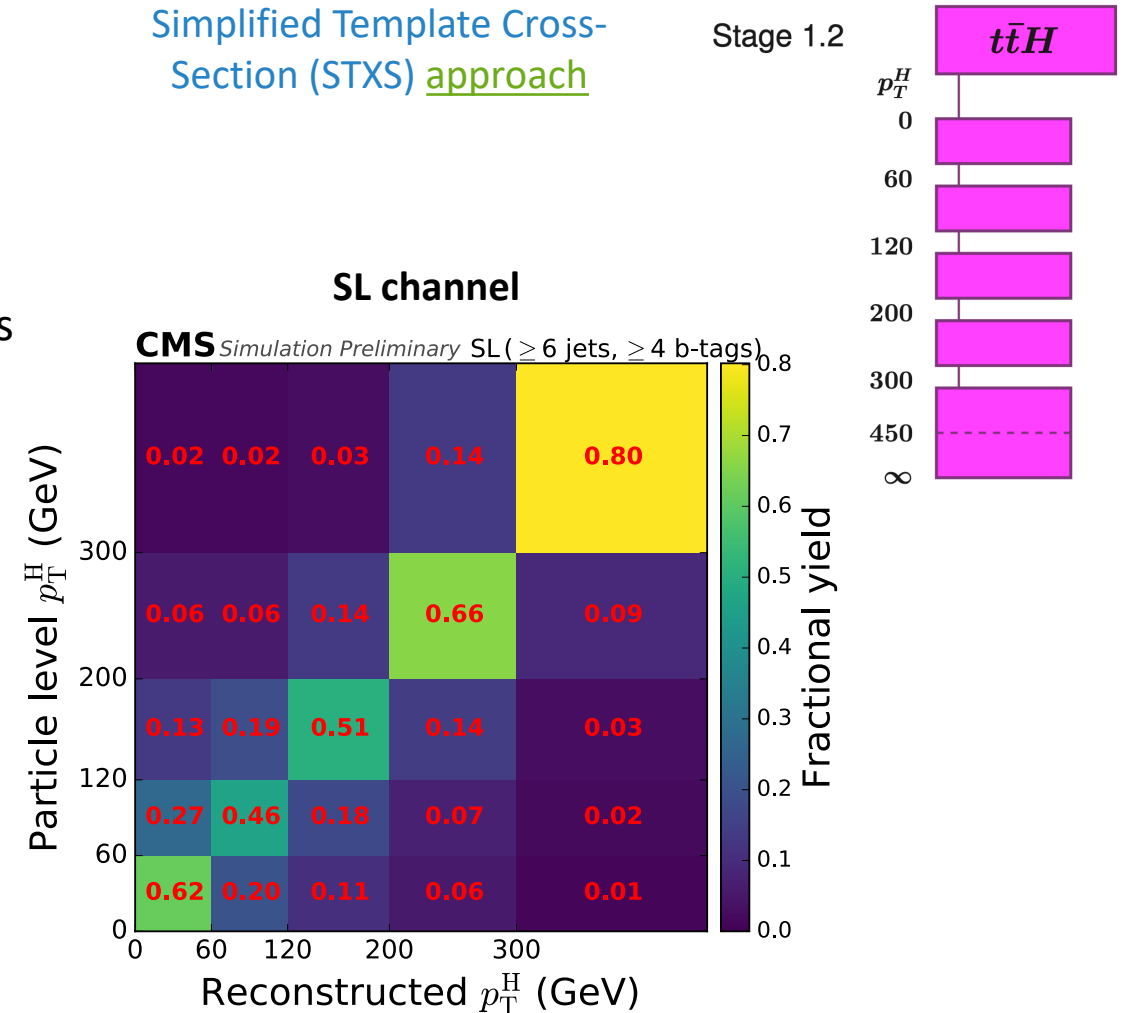 Simplified Template Cross-
Section (STXS) approach
Stage 1.2
tt̄H
p_T^H
0
60
120
200
300
450
∞
SL channel
s
CMS Simulation Preliminary SL (≥6 jets, ≥4 b-tags)
0.02 0.02 0.03 0.14 0.80
0.06 0.06 0.14 0.66 0.09
0.13 0.19 0.51 0.14 0.03
0.27 0.46 0.18 0.07 0.02
0.62 0.20 0.11 0.06 0.01
Particle level p_T^H (GeV)
300
200
120
60
0
0 60 120 200 300
Reconstructed p_T^H (GeV)
0.8
0.7
0.6
0.5
0.4
0.3
0.2
0.1
0.0
Fractional yield